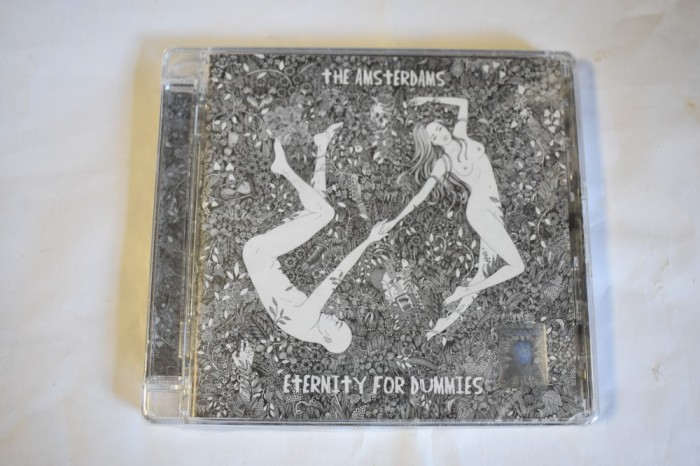 THE AMSTERDAMS
ETERNITY FOR DUMMIES